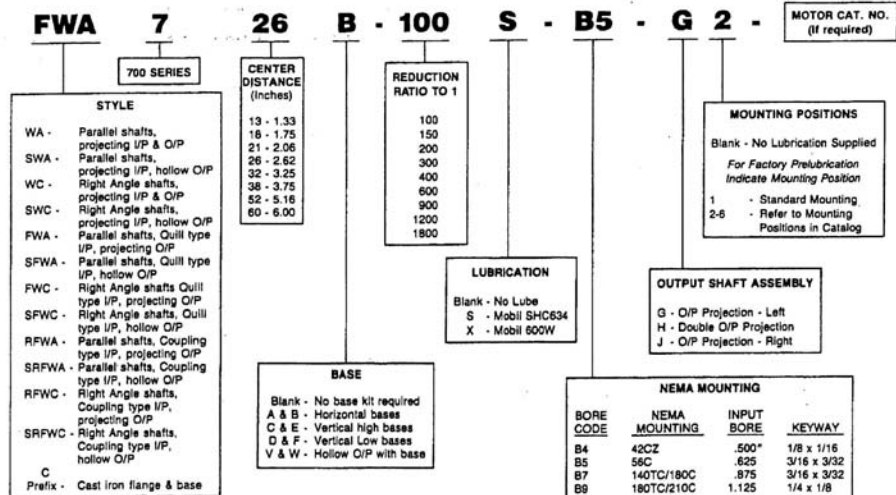 FWA 7 26 B - 100 S - B5 - G 2 -
MOTOR CAT. NO.
(If required)
700 SERIES
STYLE
WA - Parallel shafts,
projecting I/P & O/P
SWA - Parallel shafts,
projecting I/P, hollow O/P
WC - Right Angle shafts,
projecting I/P & O/P
SWC - Right Angle shafts,
projecting I/P, hollow O/P
FWA - Parallel shafts, Quill type
I/P, projecting O/P
SFWA - Parallel shafts, Quill type
I/P, hollow O/P
FWC - Right Angle shafts Quill
type I/P, projecting O/P
SFWC - Right Angle shafts, Quill
type I/P, hollow O/P
RFWA - Parallel shafts, Coupling
type I/P, projecting O/P
SRFWA - Parallel shafts, Coupling
type I/P, hollow O/P
RFWC - Right Angle shafts,
Coupling type I/P,
projecting O/P
SRFWC - Right Angle shafts,
Coupling type I/P,
hollow O/P
C
Prefix - Cast iron flange & base
CENTER
DISTANCE
(Inches)
13 - 1.33
18 - 1.75
21 - 2.06
26 - 2.62
32 - 3.25
38 - 3.75
52 - 5.16
60 - 6.00
BASE
Blank - No base kit required
A & B - Horizontal bases
C & E - Vertical high bases
D & F - Vertical Low bases
V & W - Hollow O/P with base
REDUCTION
RATIO TO 1
100
150
200
300
400
600
900
1200
1800
LUBRICATION
Blank - No Lube
S - Mobil SHC634
X - Mobil 600W
MOUNTING POSITIONS
Blank - No Lubrication Supplied
For Factory Prelubrication
Indicate Mounting Position
1 - Standard Mounting
2-6 - Refer to Mounting
Positions in Catalog
OUTPUT SHAFT ASSEMBLY
G - O/P Projection - Left
H - Double O/P Projection
J - O/P Projection - Right
NEMA MOUNTING
BORE NEMA INPUT
CODE MOUNTING BORE KEYWAY
B4 42CZ .500" 1/8 x 1/16
B5 56C .625 3/16 x 3/32
B7 140TC/180C .875 3/16 x 3/32
B9 180TC/210C 1.125 1/4 x 1/8